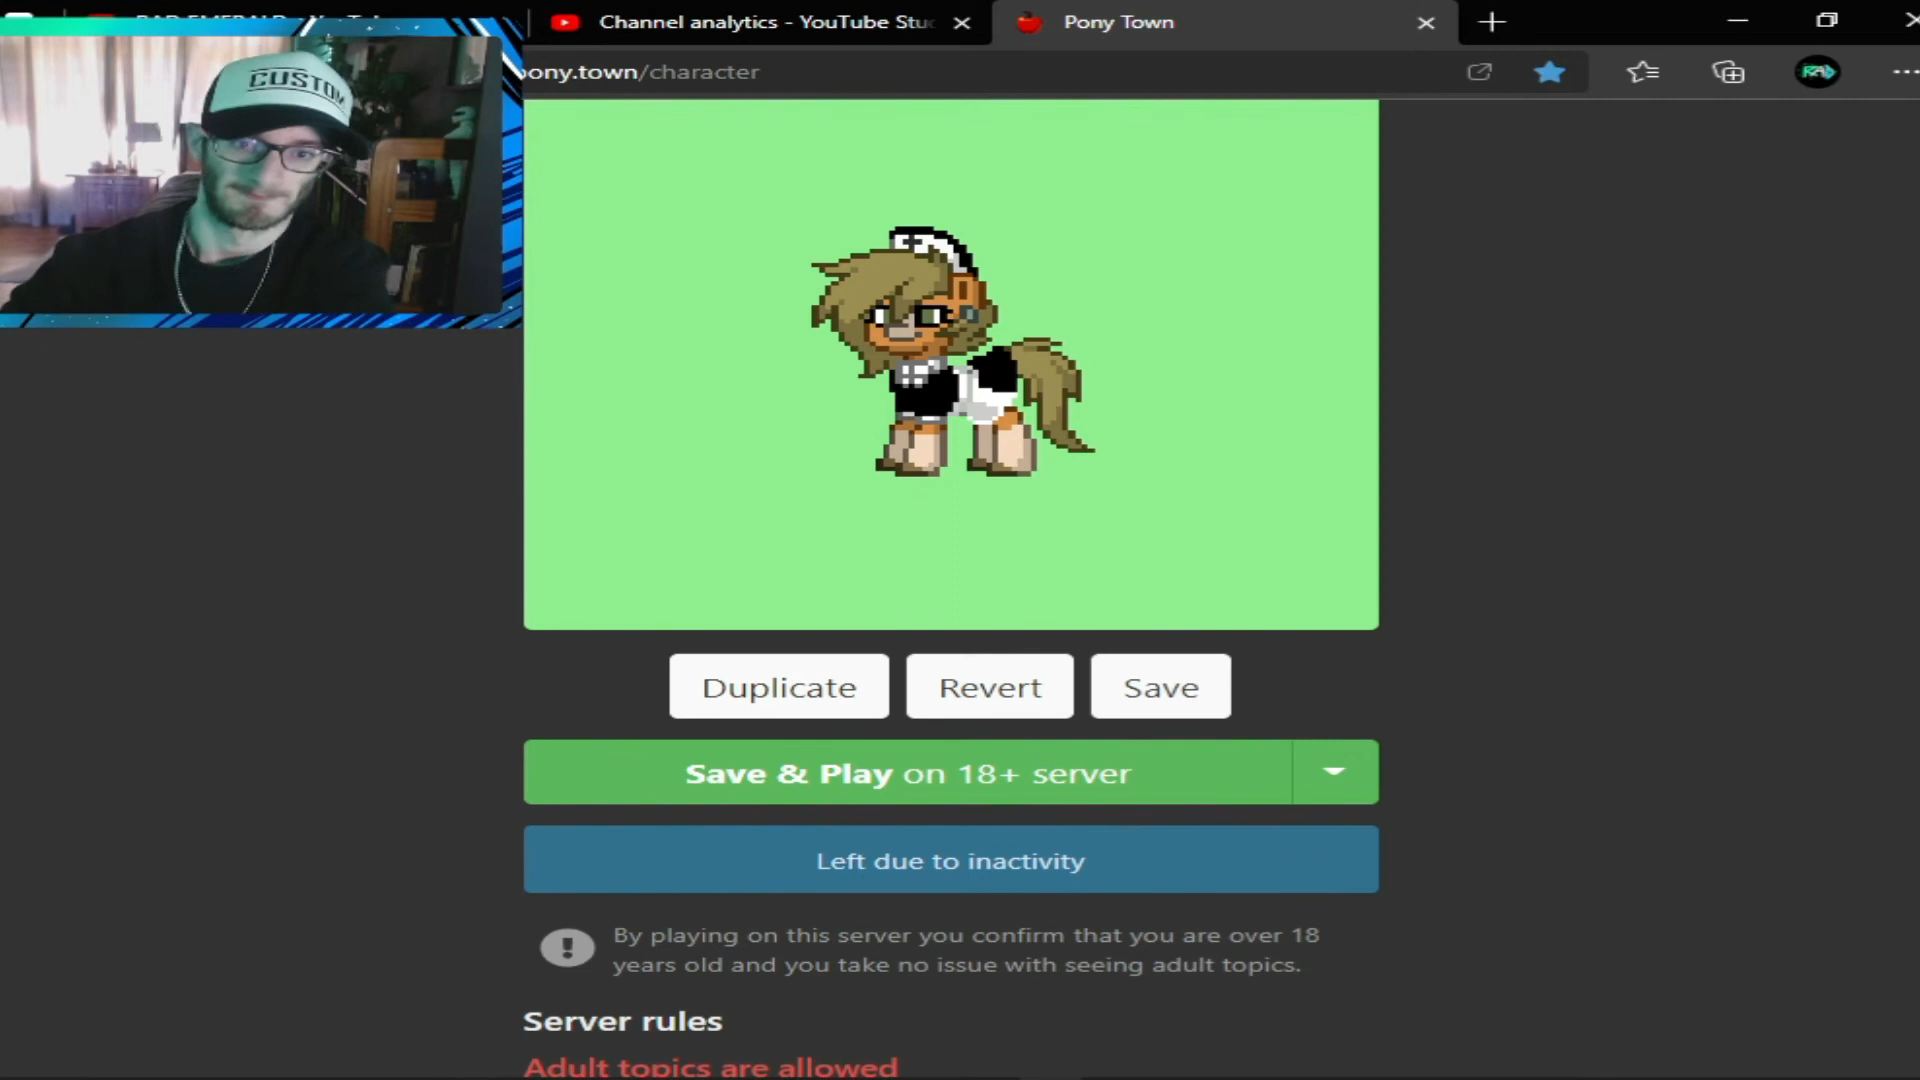 Channel analytics - YouTube Stu
Pony Town
pony.town/character
CUSTOM
Duplicate
Revert
Save
Save & Play on 18+ server
Left due to inactivity
By playing on this server you confirm that you are over 18
years old and you take no issue with seeing adult topics.
Server rules
Adult topics are allowed